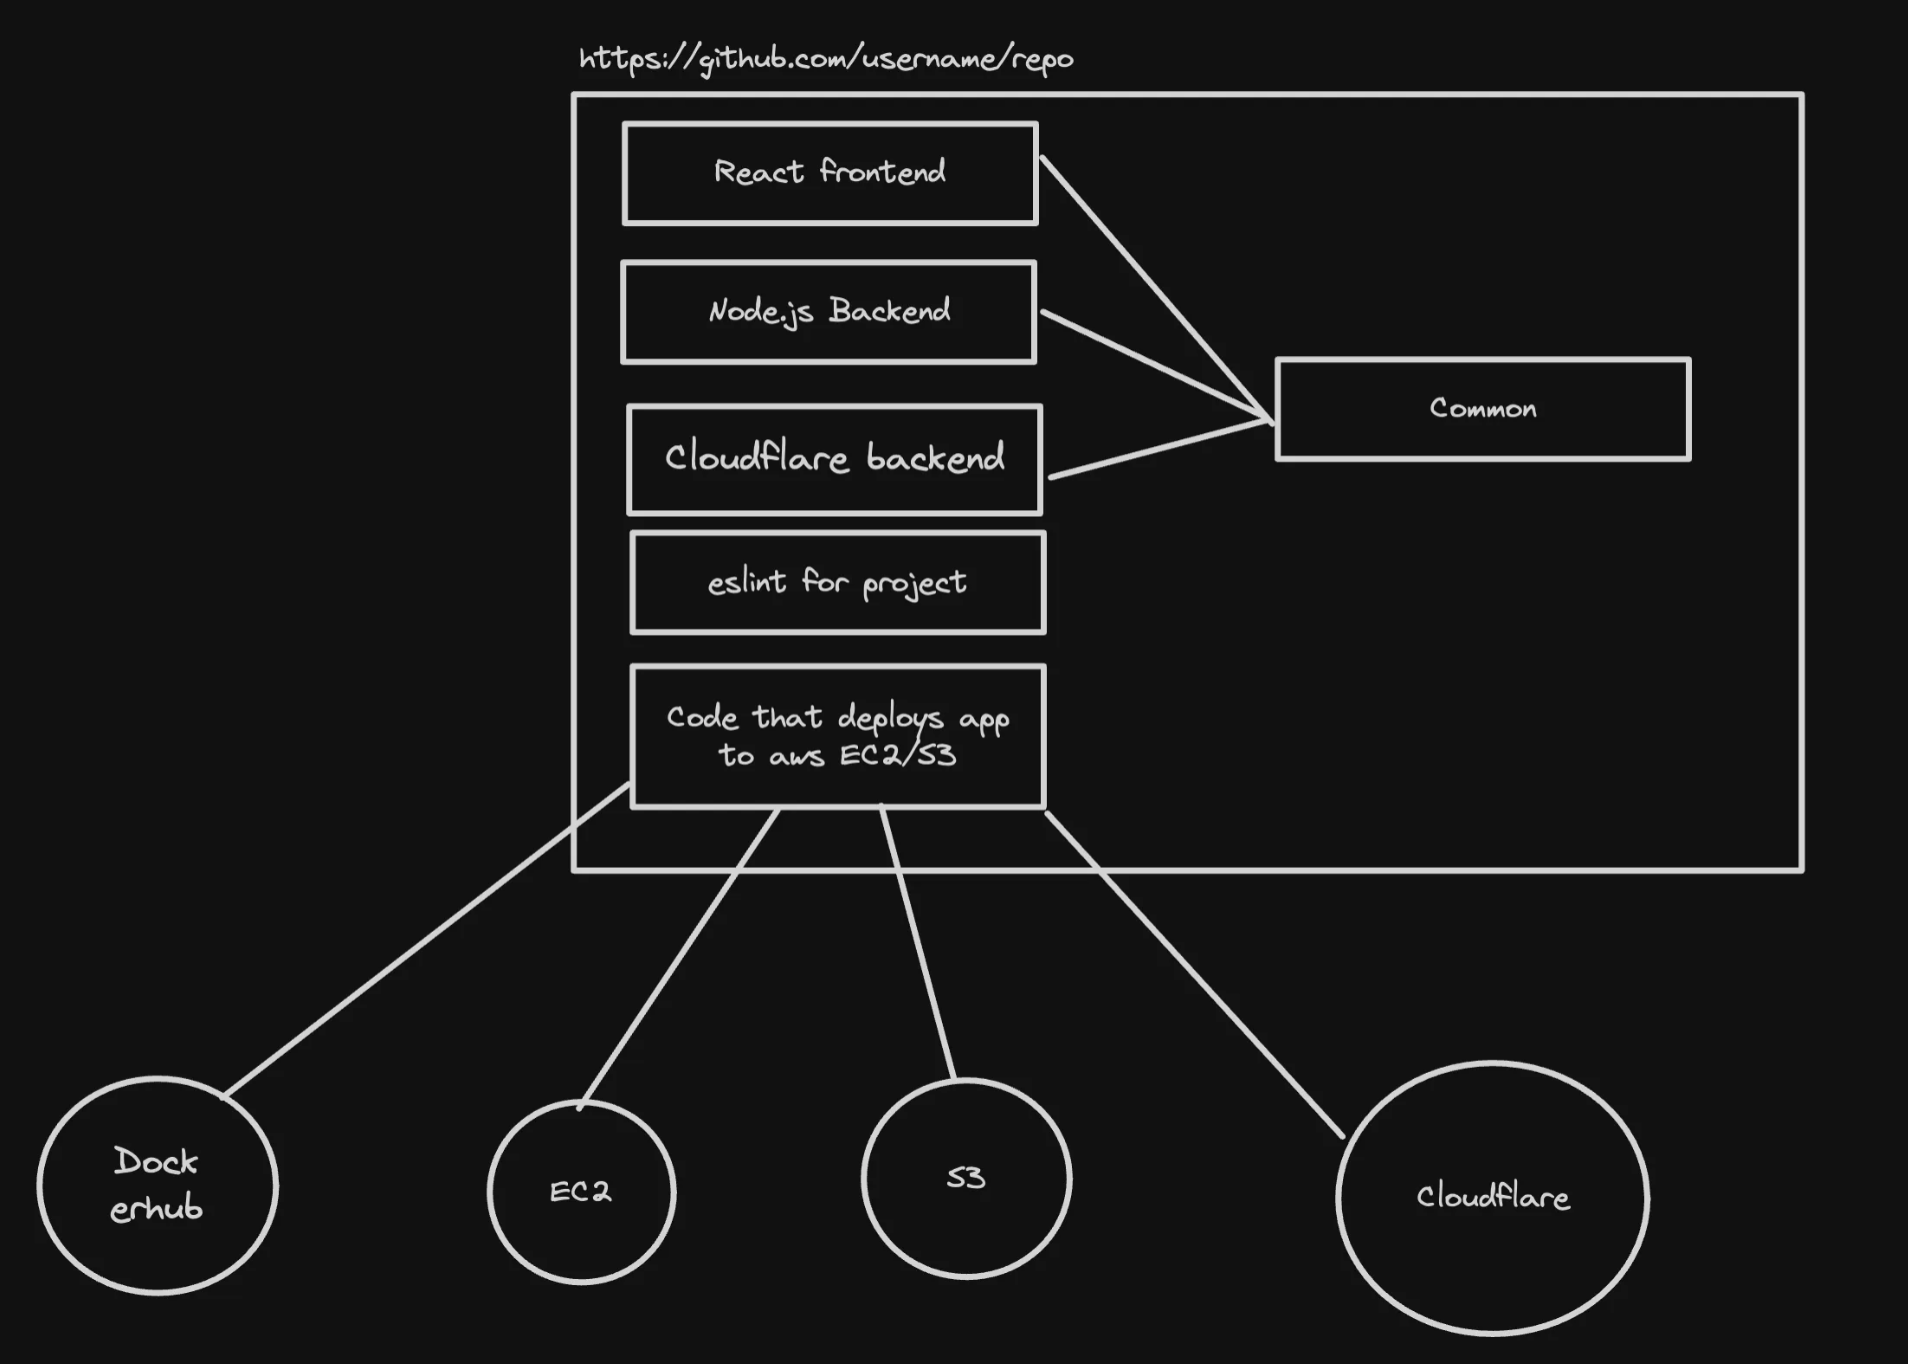 https://github.com/username/repo
React frontend
Node.js Backend
Common
Cloudflare backend
eslint for project
Code that deploys app
to aws EC2/S3
Dock
erhub
EC2
S3
Cloudflare